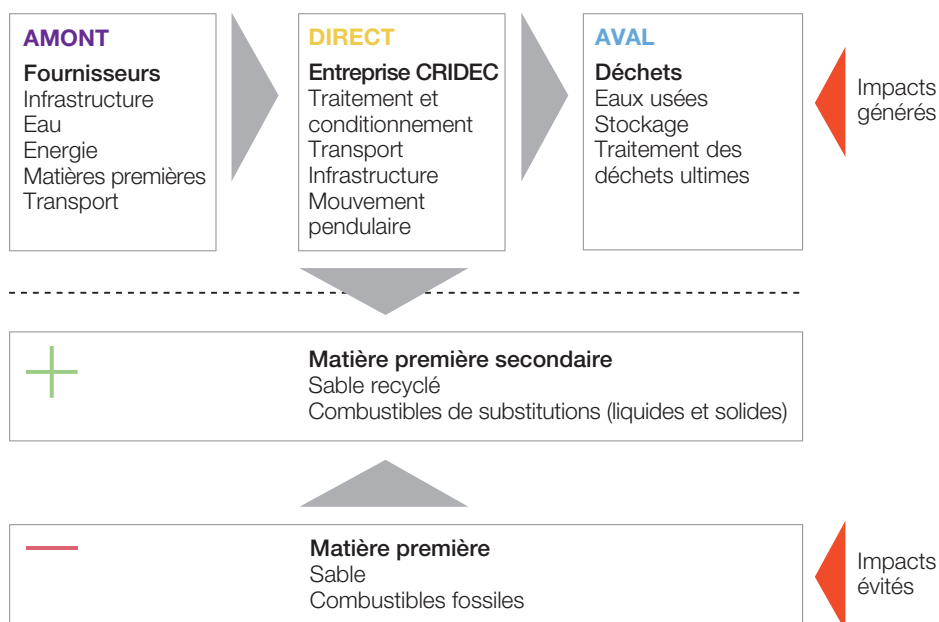 AMONT
Fournisseurs
Infrastructure
Eau
Energie
Matières premières
Transport
DIRECT
Entreprise CRIDEC
Traitement et
conditionnement
Transport
Infrastructure
Mouvement
pendulaire
AVAL
Déchets
Eaux usées
Stockage
Traitement des
déchets ultimes
Impacts
générés
Matière première secondaire
Sable recyclé
Combustibles de substitutions (liquides et solides)
Matière première
Sable
Combustibles fossiles
Impacts
évités